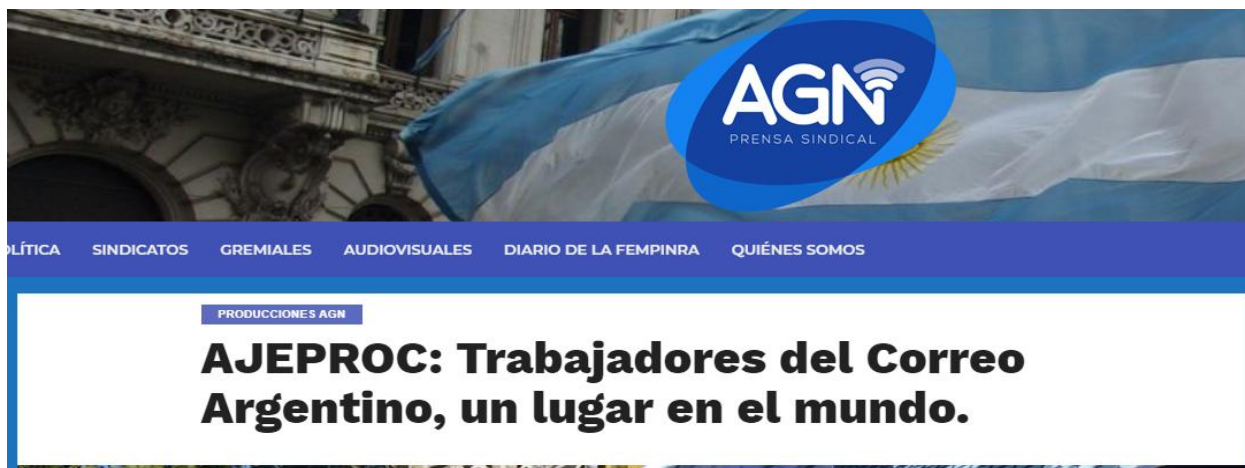 AGN
PRENSA SINDICAL
SINDICATOS GREMIALES AUDIOVISUALES DIARIO DE LA FEMPINRA QUIÉNES SOMOS
PRODUCCIONES AGN
AJEPROC: Trabajadores del Correo
Argentino, un lugar en el mundo.